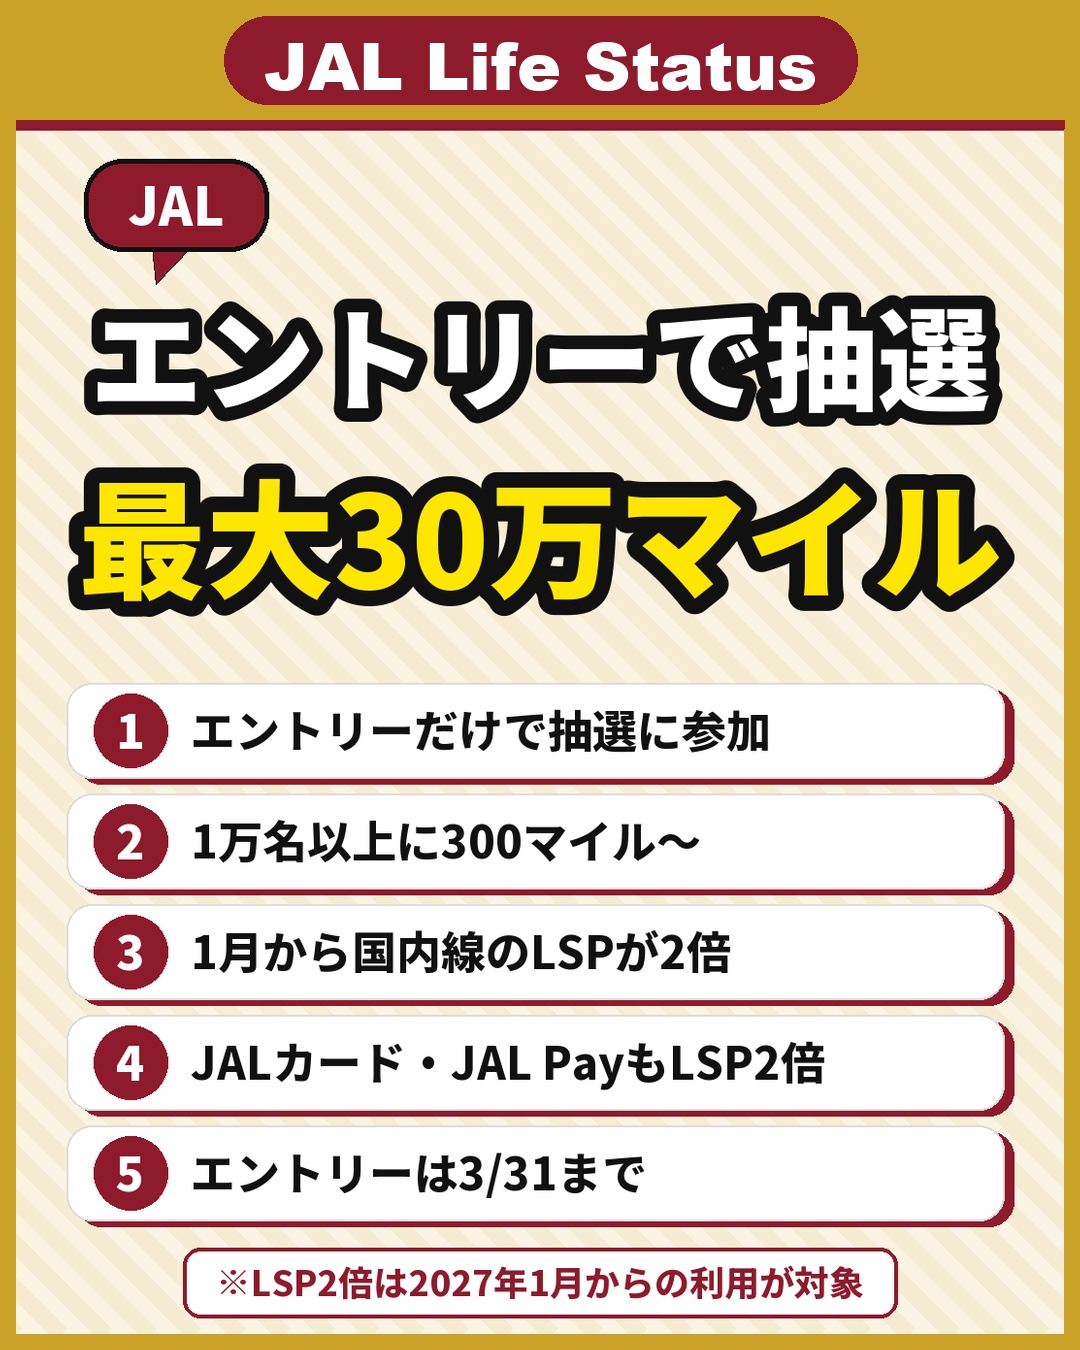 JAL Life Status
JAL
エントリーで抽選
最大30万マイル
1 エントリーだけで抽選に参加
2 1万名以上に300マイル〜
3 1月から国内線のLSPが2倍
4 JALカード・JAL PayもLSP2倍
5 エントリーは3/31まで
※LSP2倍は2027年1月からの利用が対象